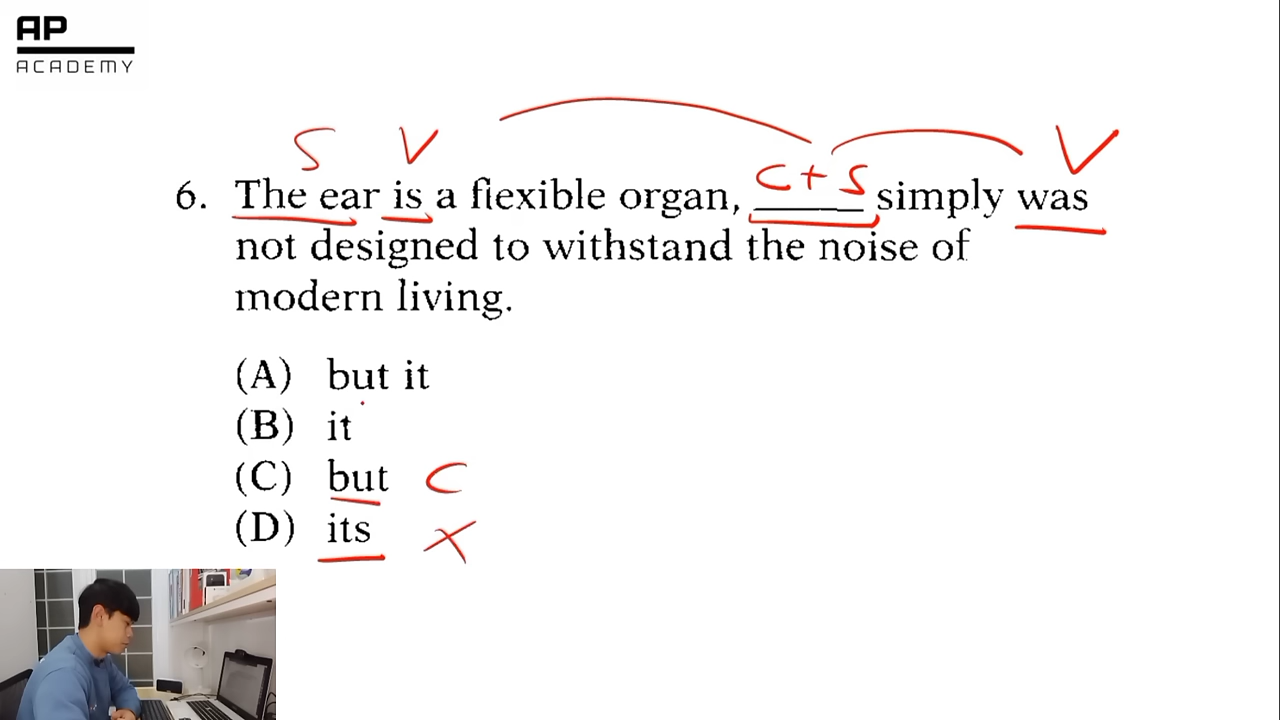 AP
ACADEMY
S V C + S V
6. The ear is a flexible organ, ______ simply was
not designed to withstand the noise of
modern living.
(A) but it
(B) it
(C) but C
(D) its X